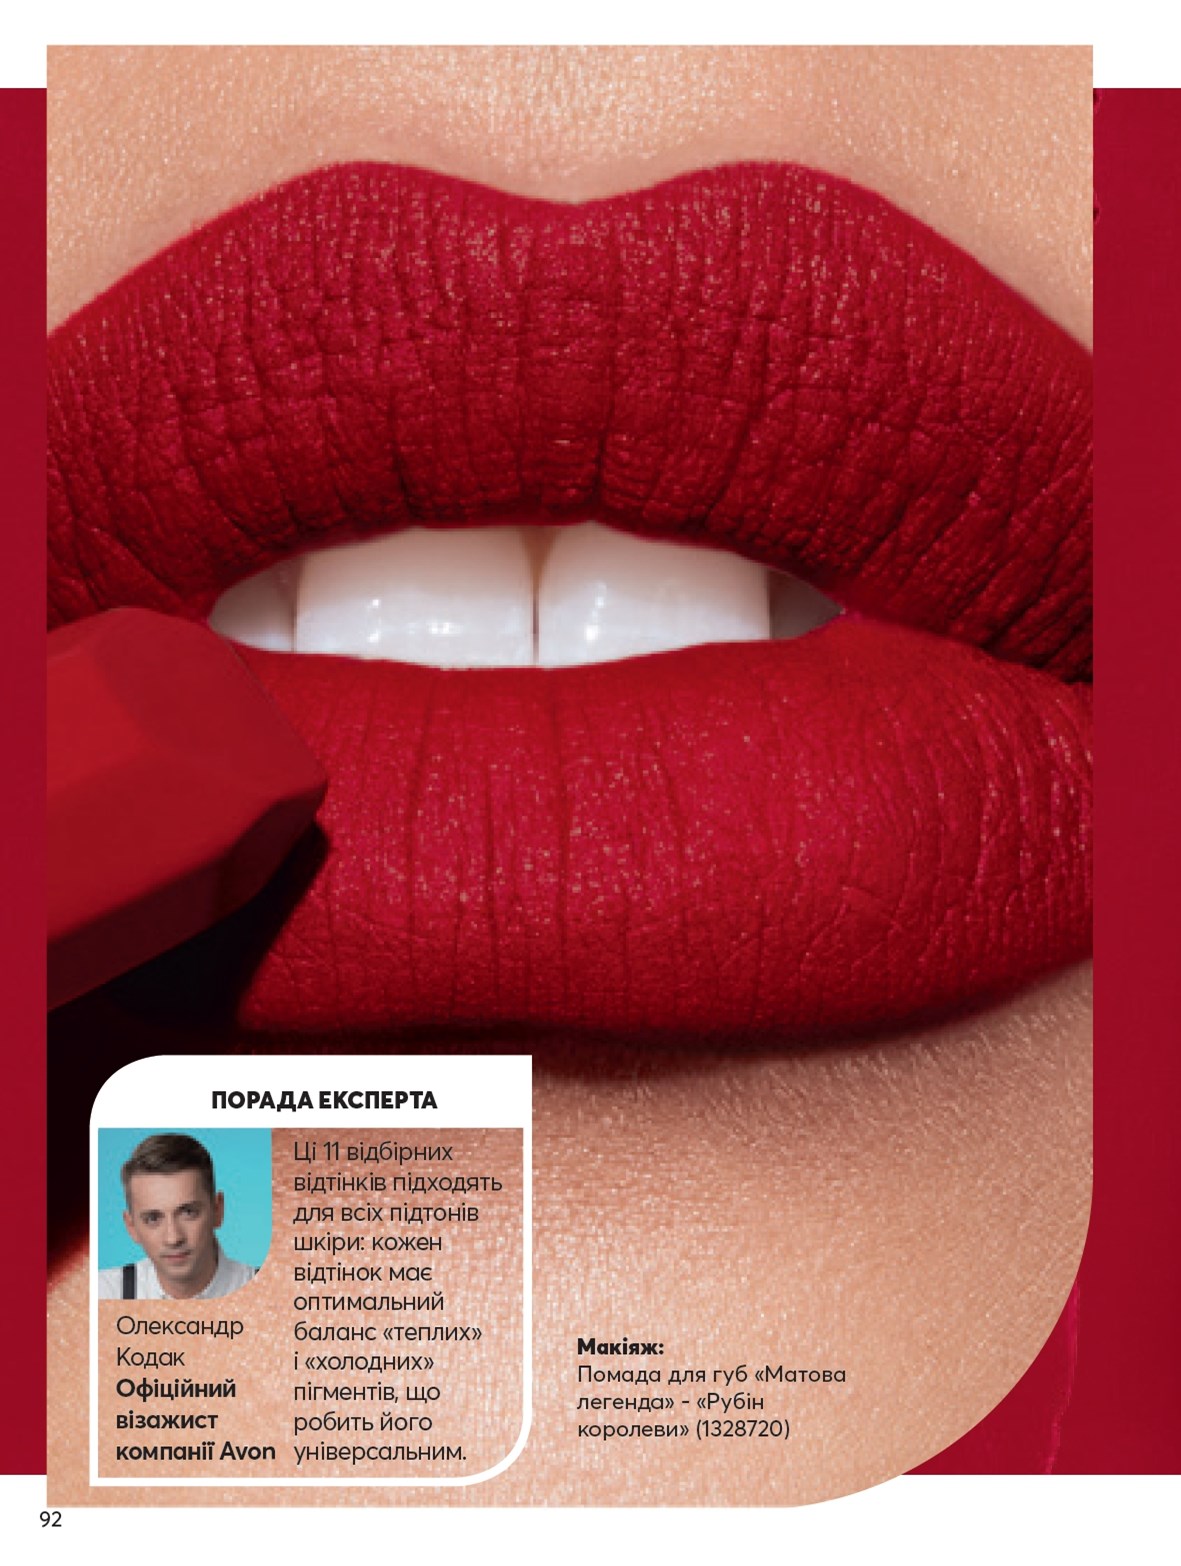 ПОРАДА ЕКСПЕРТА
Ці 11 відбірних
відтінків підходять
для всіх підтонів
шкіри: кожен
відтінок має
оптимальний
баланс «теплих»
і «холодних»
пігментів, що
робить його
універсальним.
Олександр
Кодак
Офіційний
візажист
компанії Avon
Макіяж:
Помада для губ «Матова
легенда» - «Рубін
королеви» (1328720)
92